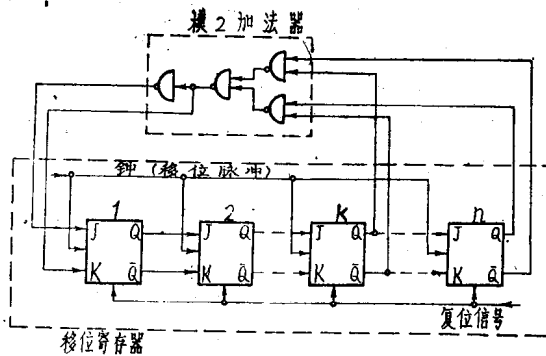 模2加法器
钟(移位脉冲)
1 2 K n
J Q J Q J Q J Q
K Q̄ K Q̄ K Q̄ K Q̄
复位信号
移位寄存器